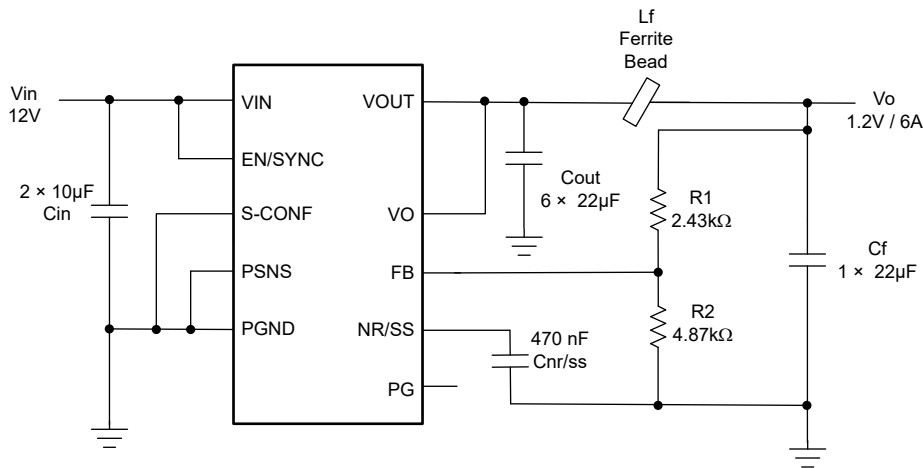 Lf
Ferrite
Bead
Vin
12V
VIN
VOUT
Vo
1.2V / 6A
EN/SYNC
2 × 10µF
Cin
Cout
6 × 22µF
R1
2.43kΩ
S-CONF
VO
Cf
1 × 22µF
PSNS
FB
R2
4.87kΩ
PGND
NR/SS
470 nF
Cnr/ss
PG